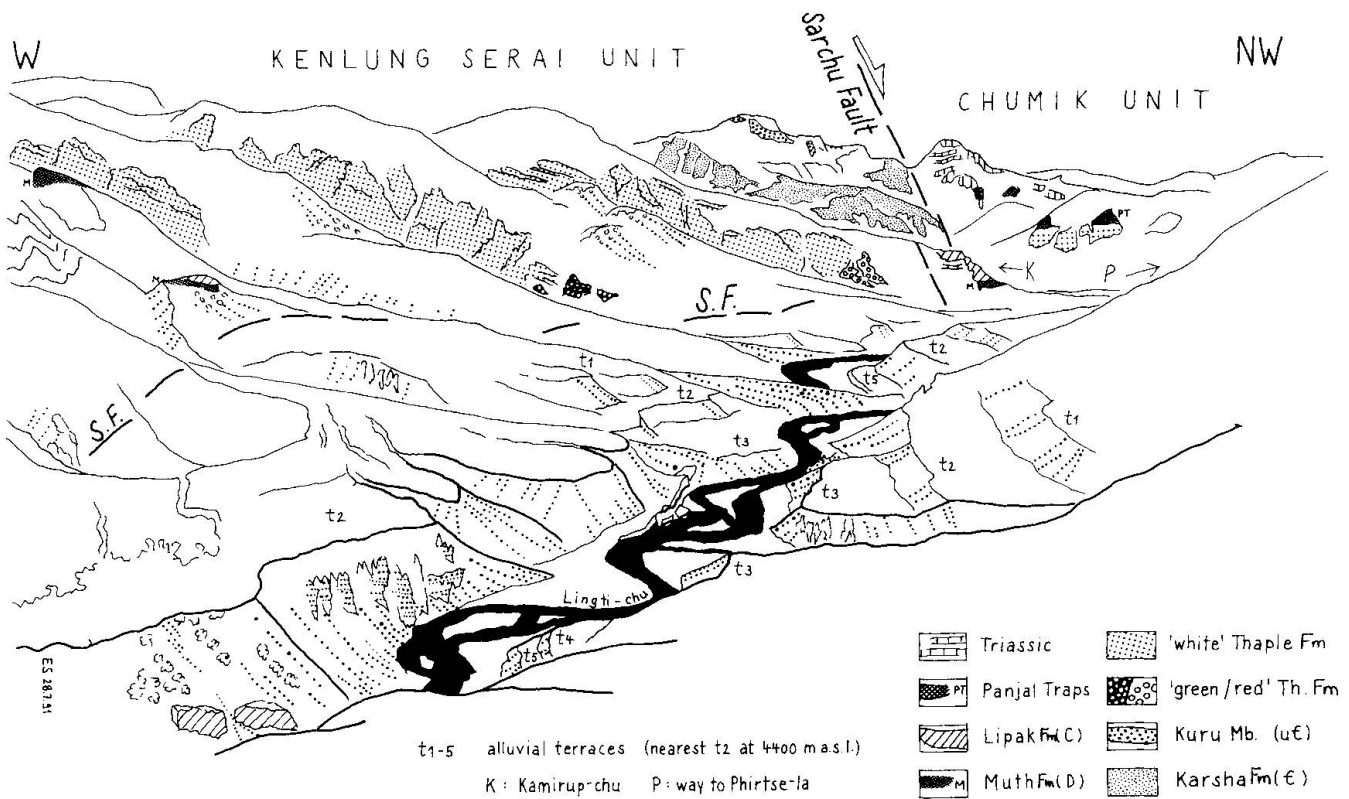 W
KENLUNG SERAI UNIT
Sarchu Fault
NW
CHUMIK UNIT
M
PT
← K
P →
M
M
S.F.
t1
t2
t5
t2
t1
S.F.
t3
t2
t3
t2
t3
Lingti-chu
t4
t5
ES 28.7.91
Triassic
'white' Thaple Fm
PT Panjal Traps
'green/red' Th. Fm
Lipak Fm (C)
Kuru Mb. (u€)
M Muth Fm (D)
Karsha Fm (€)
t1-5 alluvial terraces (nearest t2 at 4400 m a.s.l.)
K: Kamirup-chu P: way to Phirtse-la